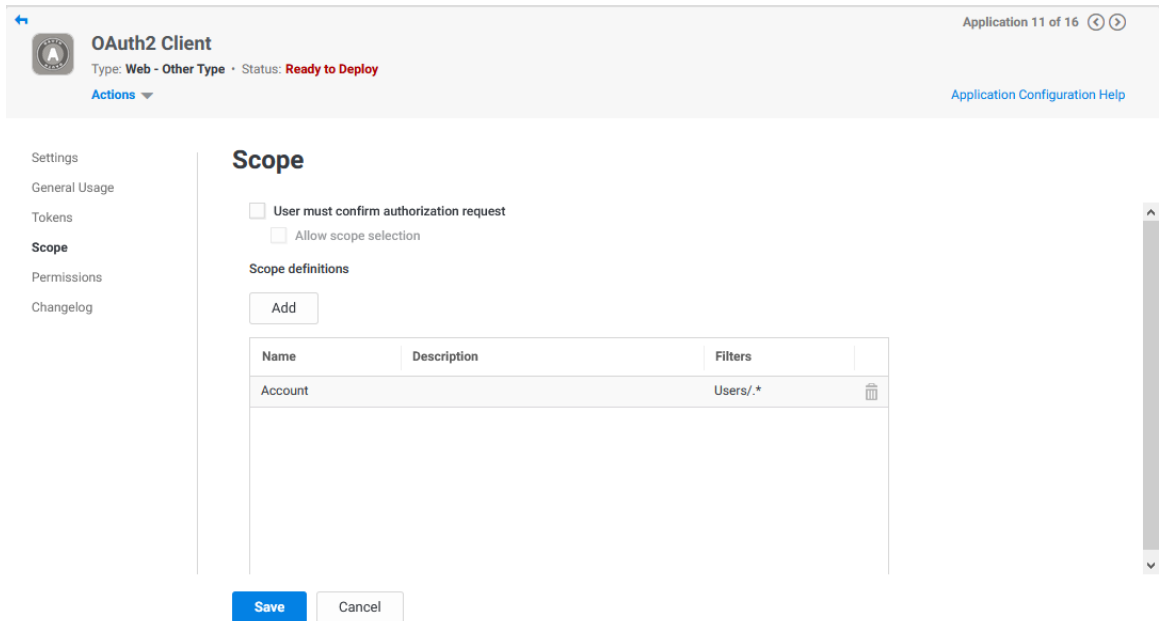 Application 11 of 16
OAuth2 Client
Type: Web - Other Type • Status: Ready to Deploy
Actions
Application Configuration Help
Settings
General Usage
Tokens
Scope
Permissions
Changelog
Scope
User must confirm authorization request
Allow scope selection
Scope definitions
Add
Name Description Filters
Account Users/.*
Save Cancel